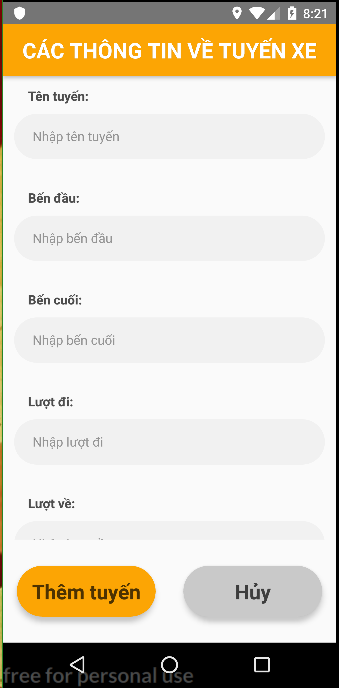 8:21
CÁC THÔNG TIN VỀ TUYẾN XE
Tên tuyến:
Nhập tên tuyến
Bến đầu:
Nhập bến đầu
Bến cuối:
Nhập bến cuối
Lượt đi:
Nhập lượt đi
Lượt về:
Thêm tuyến
Hủy
free for personal use